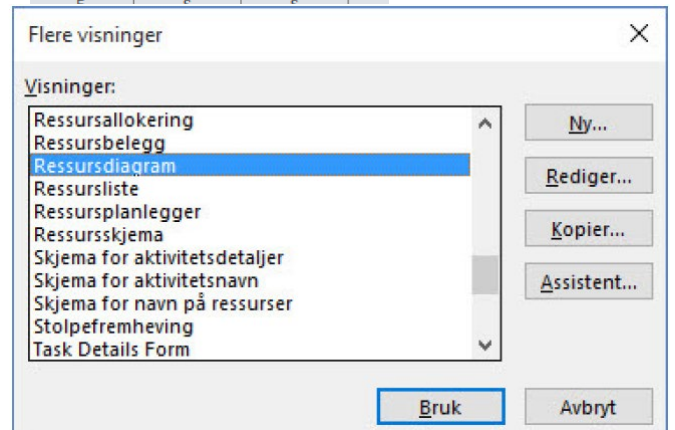 Flere visninger
Visninger:
Ressursallokering
Ressursbelegg
Ressursdiagram
Ressursliste
Ressursplanlegger
Ressursskjema
Skjema for aktivitetsdetaljer
Skjema for aktivitetsnavn
Skjema for navn på ressurser
Stolpefremheving
Task Details Form
Ny...
Rediger...
Kopier...
Assistent...
Bruk
Avbryt